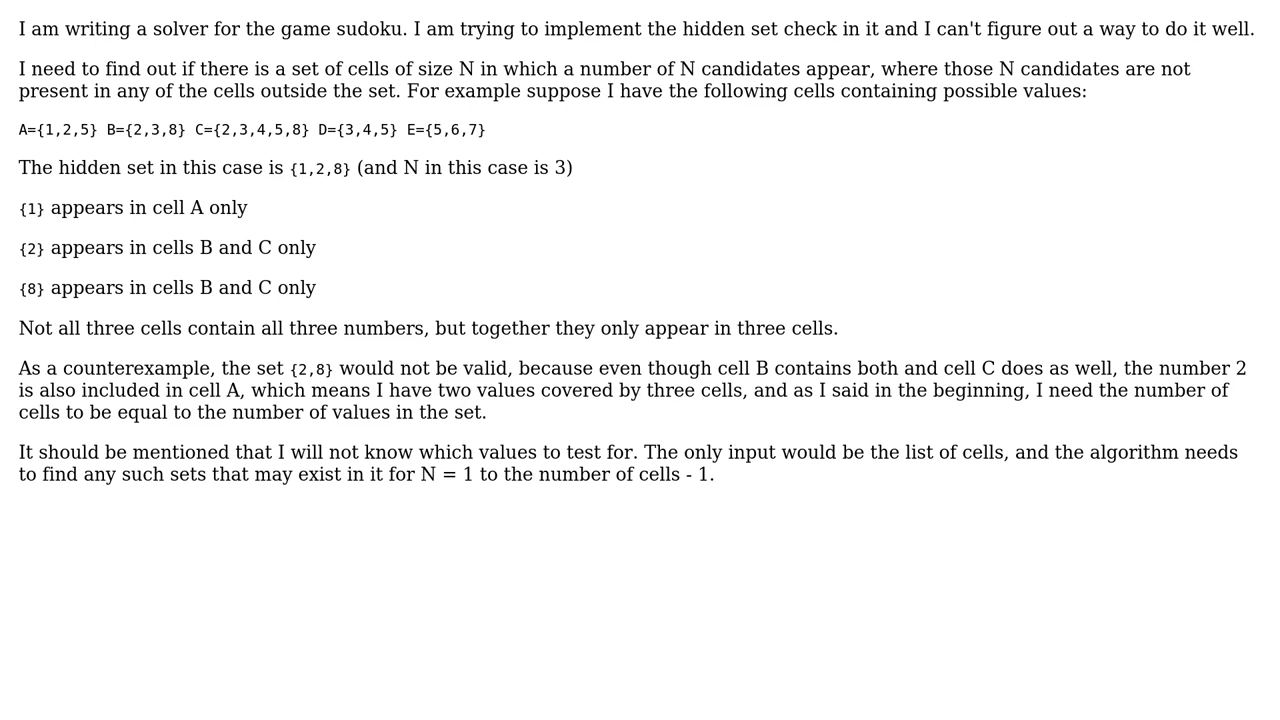 I am writing a solver for the game sudoku. I am trying to implement the hidden set check in it and I can't figure out a way to do it well.
I need to find out if there is a set of cells of size N in which a number of N candidates appear, where those N candidates are not
present in any of the cells outside the set. For example suppose I have the following cells containing possible values:
A={1,2,5} B={2,3,8} C={2,3,4,5,8} D={3,4,5} E={5,6,7}
The hidden set in this case is {1,2,8} (and N in this case is 3)
{1} appears in cell A only
{2} appears in cells B and C only
{8} appears in cells B and C only
Not all three cells contain all three numbers, but together they only appear in three cells.
As a counterexample, the set {2,8} would not be valid, because even though cell B contains both and cell C does as well, the number 2
is also included in cell A, which means I have two values covered by three cells, and as I said in the beginning, I need the number of
cells to be equal to the number of values in the set.
It should be mentioned that I will not know which values to test for. The only input would be the list of cells, and the algorithm needs
to find any such sets that may exist in it for N = 1 to the number of cells - 1.